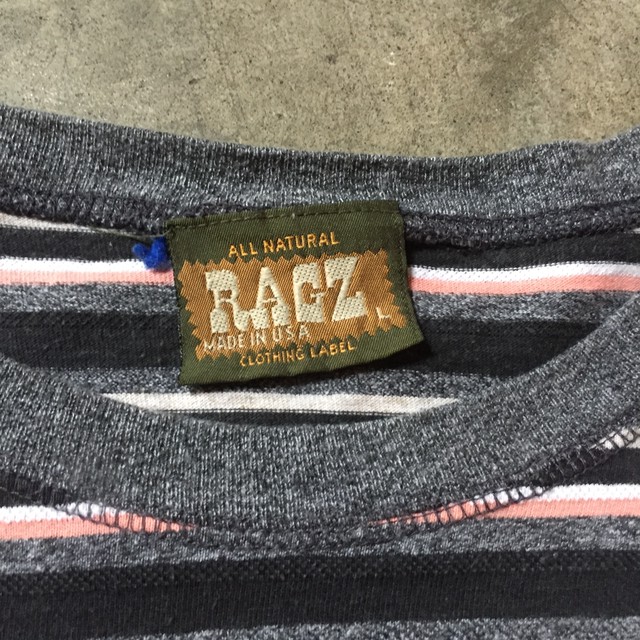 ALL NATURAL
RAGZ
L
MADE IN U.S.A
CLOTHING LABEL